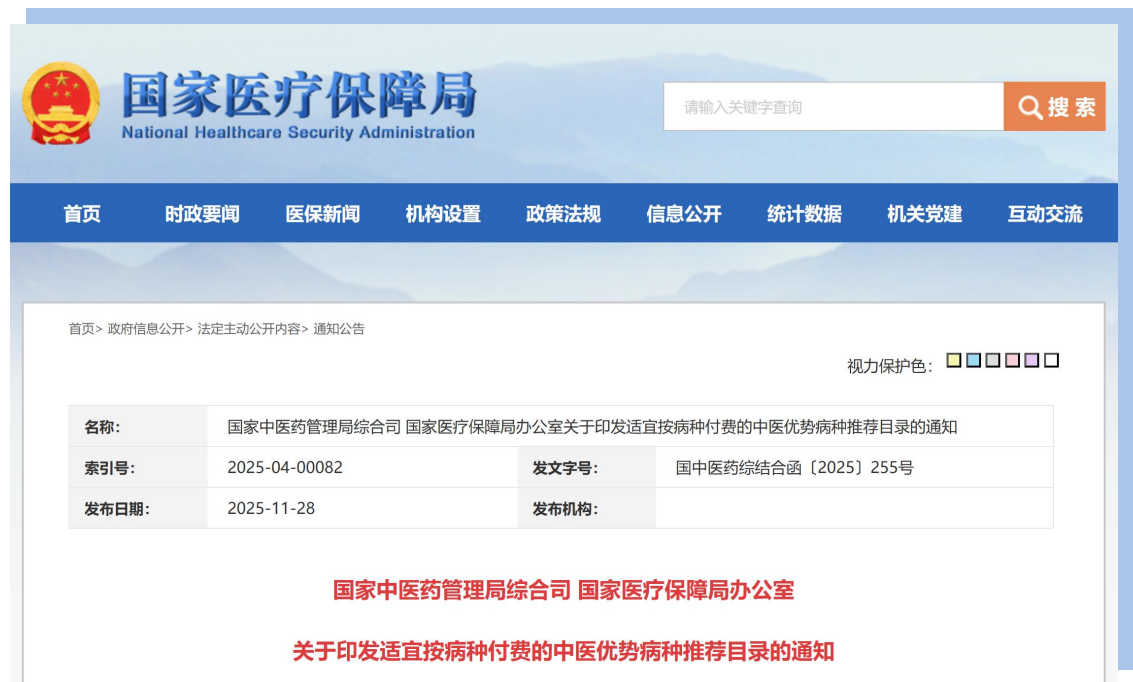 国家医疗保障局
National Healthcare Security Administration
请输入关键字查询
搜索
首页 时政要闻 医保新闻 机构设置 政策法规 信息公开 统计数据 机关党建 互动交流
首页> 政府信息公开> 法定主动公开内容> 通知公告
视力保护色：
名称： 国家中医药管理局综合司 国家医疗保障局办公室关于印发适宜按病种付费的中医优势病种推荐目录的通知
索引号： 2025-04-00082 发文字号： 国中医药综结合函〔2025〕255号
发布日期： 2025-11-28 发布机构：
国家中医药管理局综合司 国家医疗保障局办公室
关于印发适宜按病种付费的中医优势病种推荐目录的通知